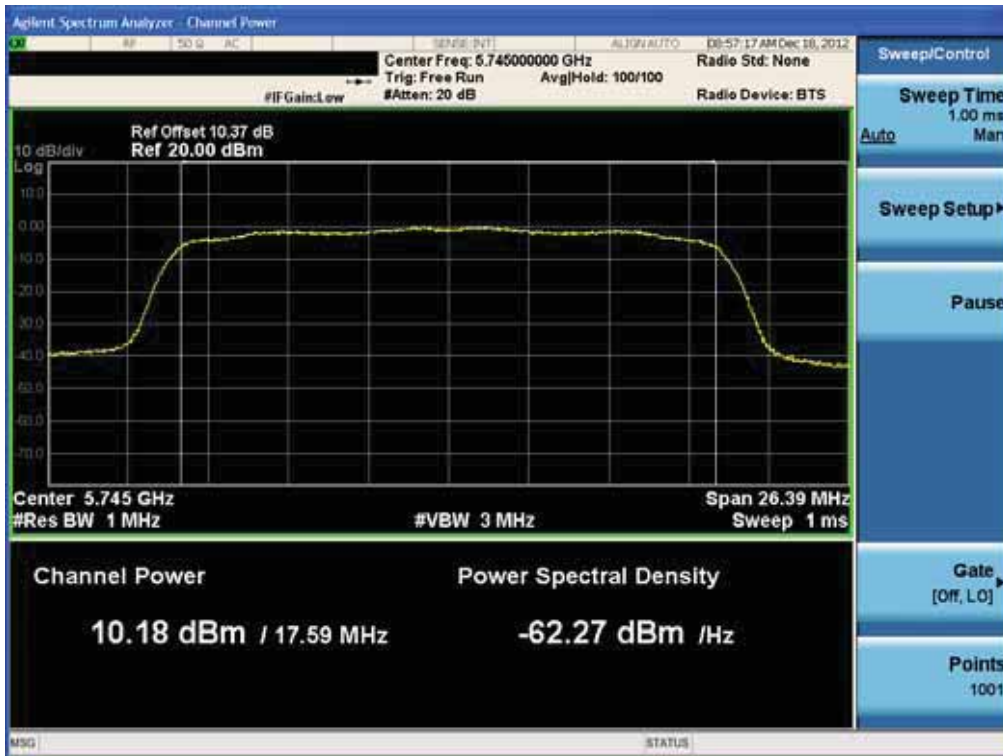 Agilent Spectrum Analyzer - Channel Power
RF 50 Ω AC SENSE:INT ALIGN AUTO 08:57:17 AM Dec 18, 2012
Center Freq: 5.745000000 GHz Radio Std: None
Trig: Free Run Avg|Hold: 100/100
#IFGain:Low #Atten: 20 dB Radio Device: BTS
Ref Offset 10.37 dB
10 dB/div Ref 20.00 dBm
Log
10.0
0.00
-10.0
-20.0
-30.0
-40.0
-50.0
-60.0
-70.0
Center 5.745 GHz Span 26.39 MHz
#Res BW 1 MHz #VBW 3 MHz Sweep 1 ms
Channel Power Power Spectral Density
10.18 dBm / 17.59 MHz -62.27 dBm /Hz
MSG STATUS
Sweep/Control
Sweep Time
1.00 ms
Auto Man
Sweep Setup
Pause
Gate
[Off, LO]
Points
1001